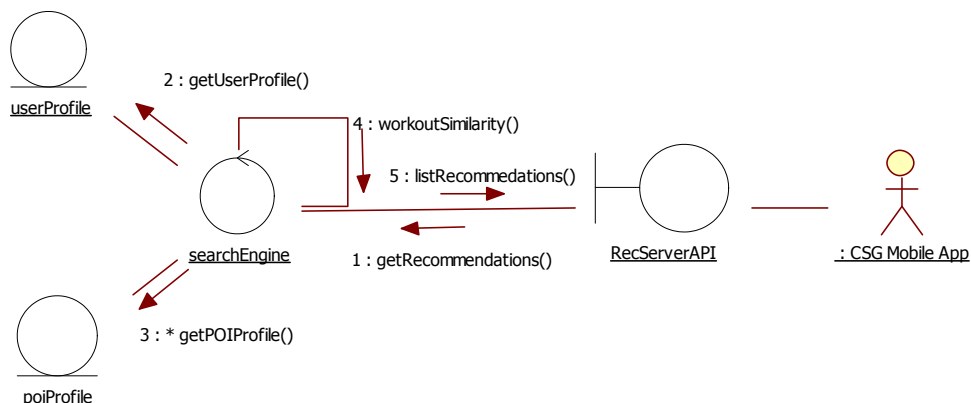 2 : getUserProfile()
userProfile
4 : workoutSimilarity()
5 : listRecommedations()
searchEngine
1 : getRecommendations()
RecServerAPI
: CSG Mobile App
3 : * getPOIProfile()
poiProfile